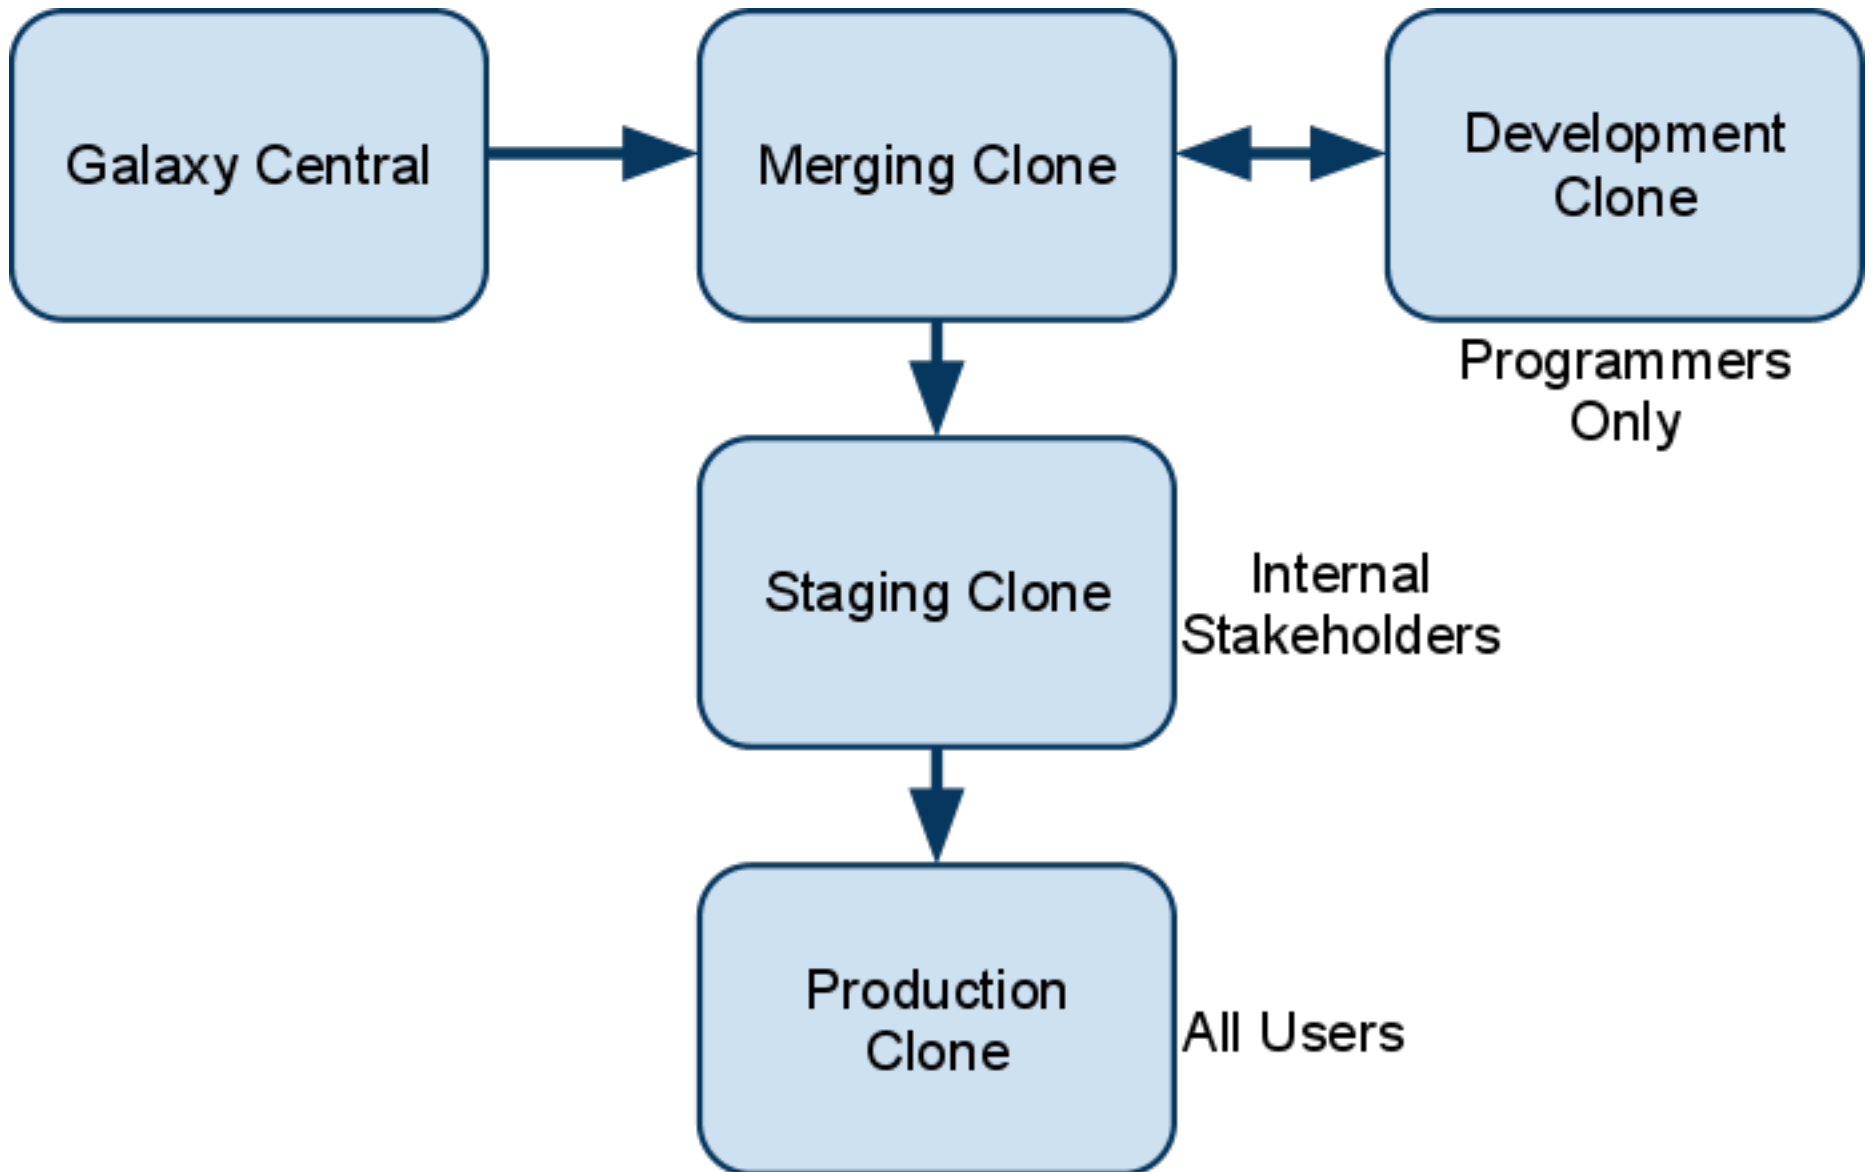 Galaxy Central
Merging Clone
Development
Clone
Programmers
Only
Staging Clone
Internal
Stakeholders
Production
Clone
All Users